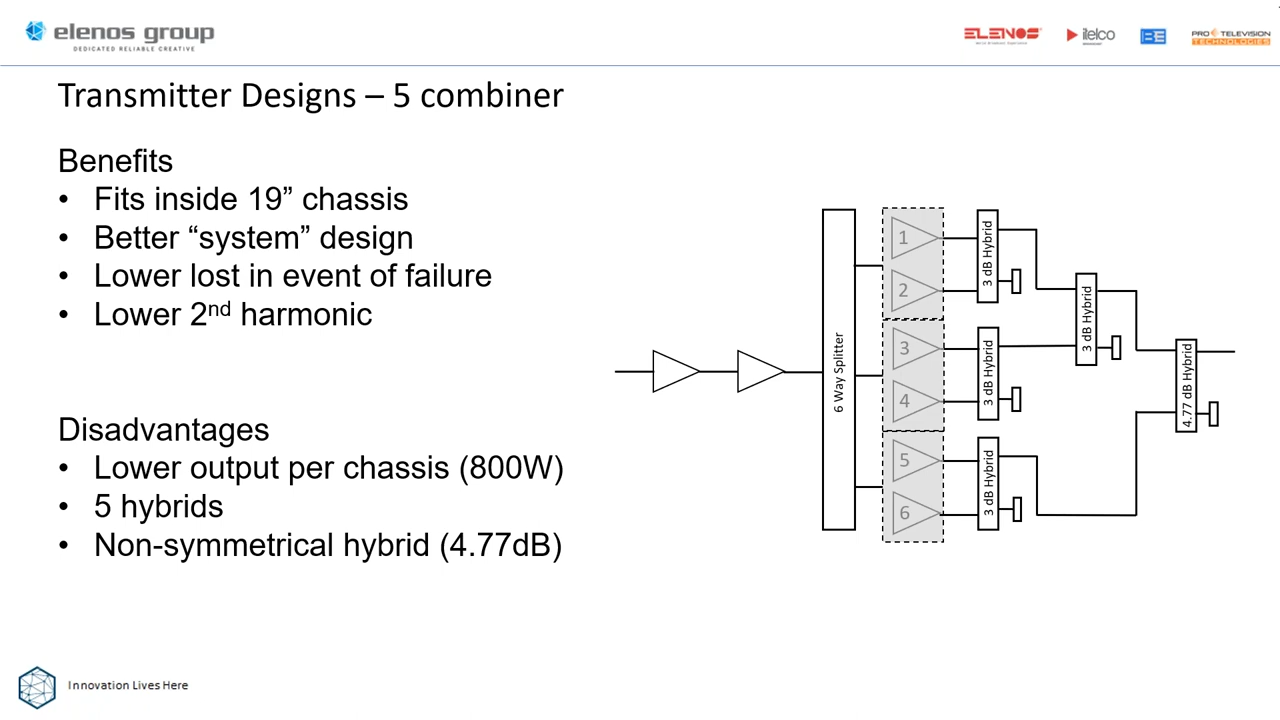 elenos group
DEDICATED RELIABLE CREATIVE
ELENOS
itelco
BE
PRO TELEVISION
TECHNOLOGIES
Transmitter Designs – 5 combiner
Benefits
• Fits inside 19” chassis
• Better “system” design
• Lower lost in event of failure
• Lower 2nd harmonic
Disadvantages
• Lower output per chassis (800W)
• 5 hybrids
• Non-symmetrical hybrid (4.77dB)
6 Way Splitter
1
2
3
4
5
6
3 dB Hybrid
3 dB Hybrid
3 dB Hybrid
3 dB Hybrid
4.77 dB Hybrid
Innovation Lives Here